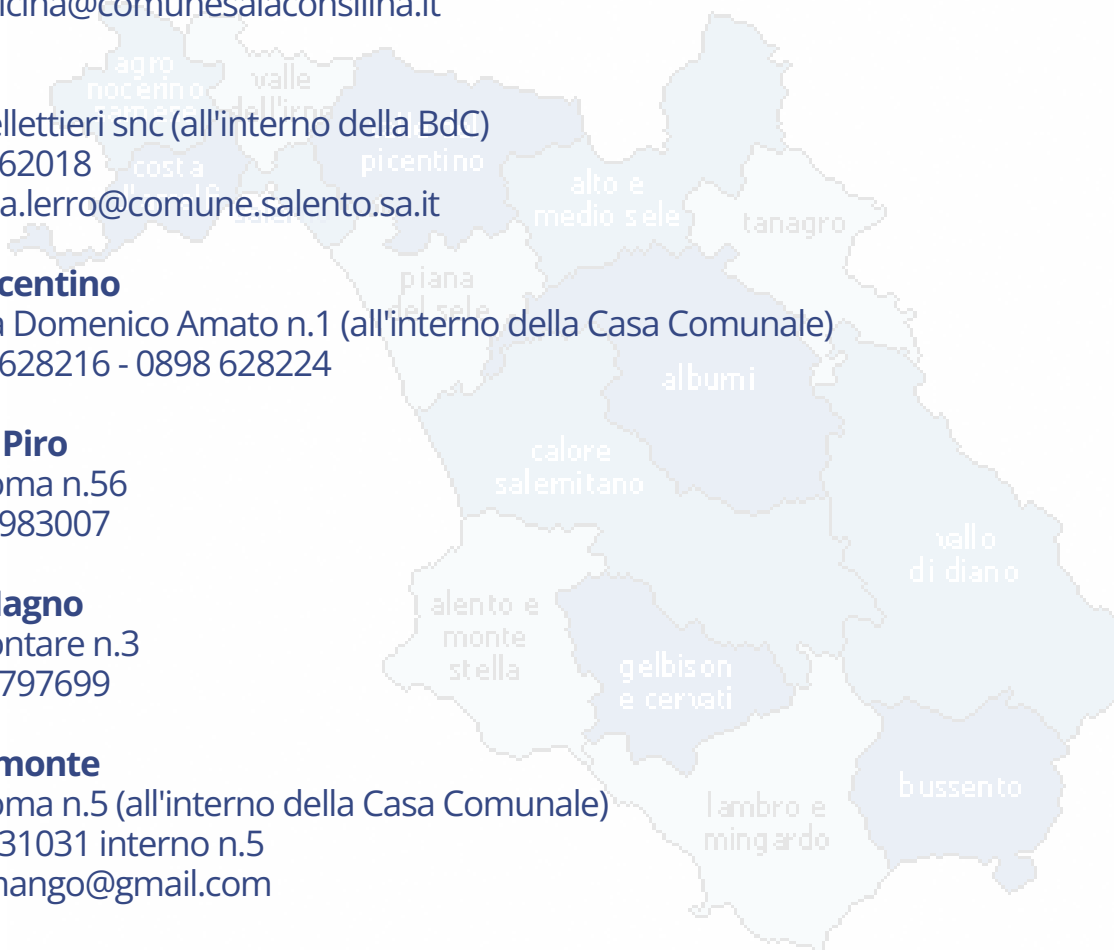 icina@comunesalaconsilina.it
ellettieri snc (all'interno della BdC)
62018
a.lerro@comune.salento.sa.it
centino
a Domenico Amato n.1 (all'interno della Casa Comunale)
628216 - 0898 628224
Piro
oma n.56
983007
Magno
ontare n.3
797699
monte
oma n.5 (all'interno della Casa Comunale)
31031 interno n.5
mango@gmail.com
agro
nocerino
valle
dell'irno
costa
picentino
alto e
medio sele
tanagro
piana
del sele
alburni
calore
salernitano
vallo
di diano
alento e
monte
stella
gelbison
e cervati
bussento
lambro e
mingardo